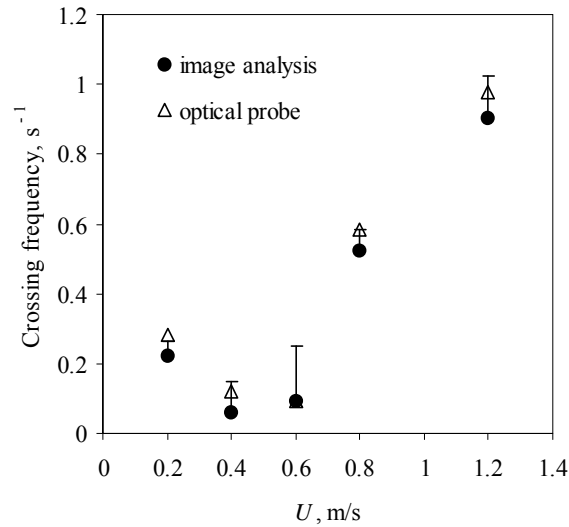 1.2
1
0.8
0.6
0.4
0.2
0
Crossing frequency, s⁻¹
image analysis
optical probe
0 0.2 0.4 0.6 0.8 1 1.2 1.4
U, m/s